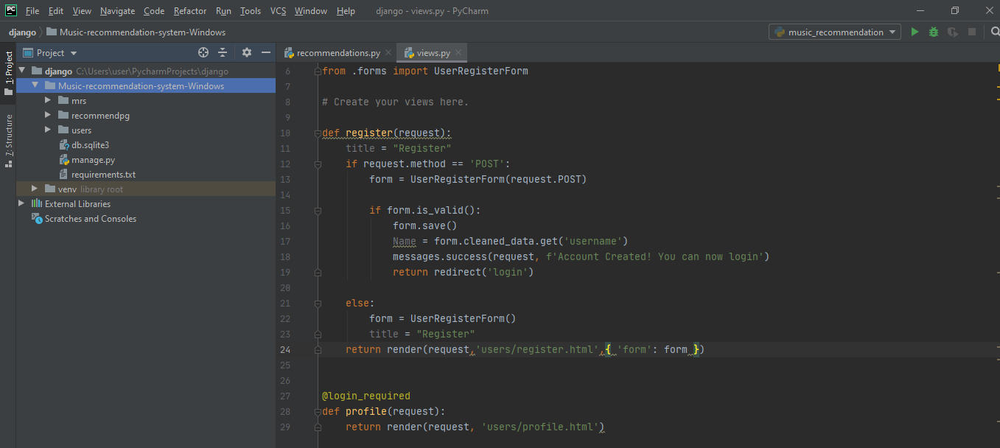 PC File Edit View Navigate Code Refactor Run Tools VCS Window Help django - views.py - PyCharm
django Music-recommendation-system-Windows music_recommendation
1: Project
7: Structure
Project
django C:\Users\user\PycharmProjects\django
Music-recommendation-system-Windows
mrs
recommendpg
users
db.sqlite3
manage.py
requirements.txt
venv library root
External Libraries
Scratches and Consoles
recommendations.py views.py
6 from .forms import UserRegisterForm
7
8 # Create your views here.
9
10 def register(request):
11 title = "Register"
12 if request.method == 'POST':
13 form = UserRegisterForm(request.POST)
14
15 if form.is_valid():
16 form.save()
17 Name = form.cleaned_data.get('username')
18 messages.success(request, f'Account Created! You can now login')
19 return redirect('login')
20
21 else:
22 form = UserRegisterForm()
23 title = "Register"
24 return render(request,'users/register.html',{ 'form': form })
25
26
27 @login_required
28 def profile(request):
29 return render(request, 'users/profile.html')